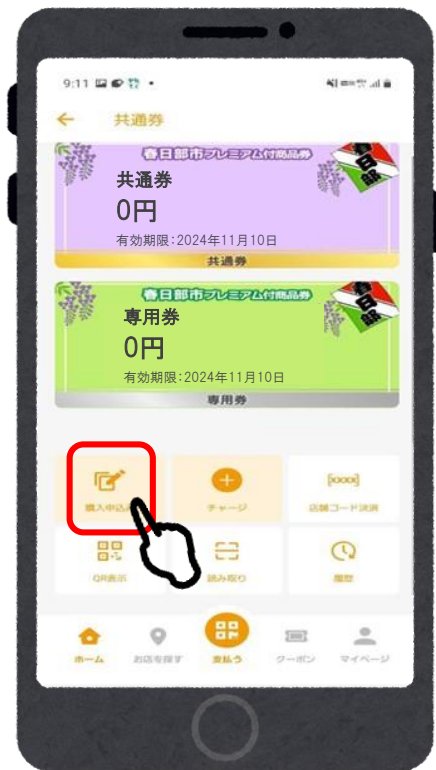 9:11
共通券
春日部市プレミアム付商品券
春日部
共通券
0円
有効期限:2024年11月10日
共通券
春日部市プレミアム付商品券
春日部
専用券
0円
有効期限:2024年11月10日
専用券
購入申込
チャージ
[xxxx]
店舗コード決済
QR表示
読み取り
履歴
ホーム
お店を探す
支払う
クーポン
マイページ